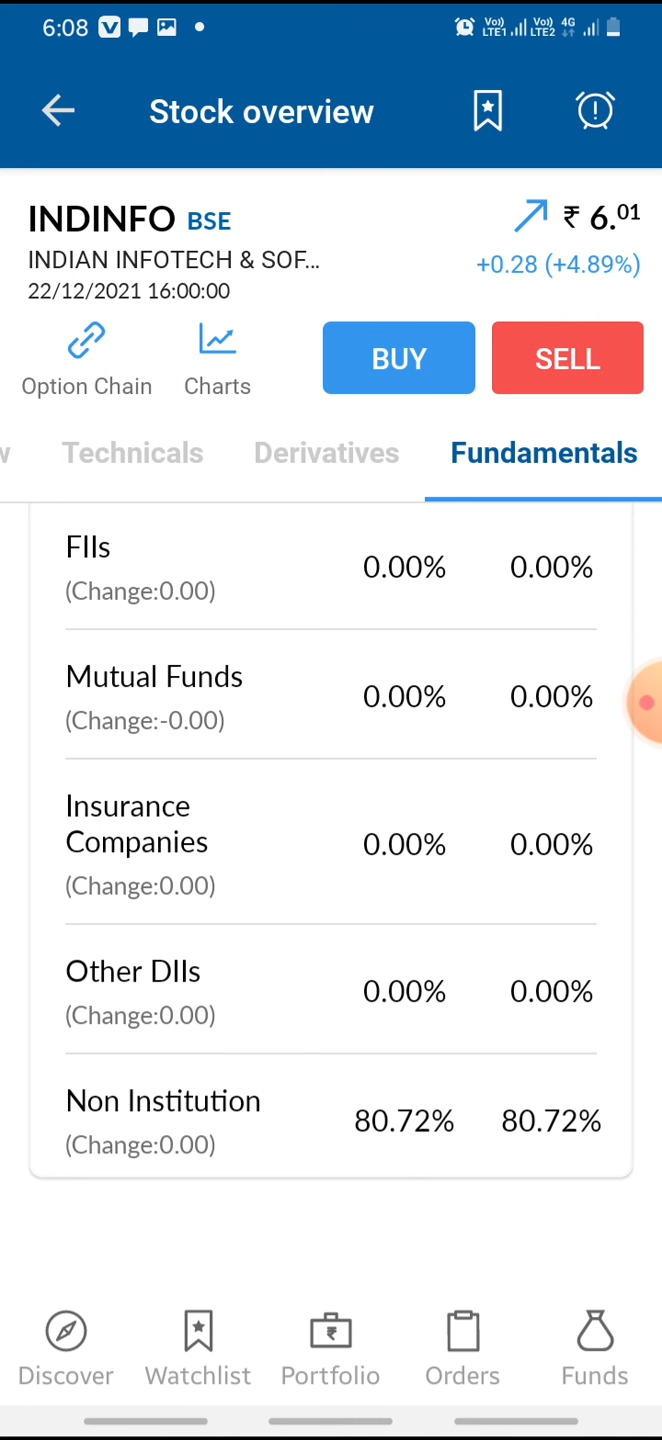 6:08 Vo)) LTE1 Vo)) LTE2 4G
Stock overview
INDINFO BSE ₹ 6.01
INDIAN INFOTECH & SOF... +0.28 (+4.89%)
22/12/2021 16:00:00
Option Chain Charts BUY SELL
w Technicals Derivatives Fundamentals
FIIs 0.00% 0.00%
(Change:0.00)
Mutual Funds 0.00% 0.00%
(Change:-0.00)
Insurance
Companies 0.00% 0.00%
(Change:0.00)
Other DIIs 0.00% 0.00%
(Change:0.00)
Non Institution 80.72% 80.72%
(Change:0.00)
Discover Watchlist Portfolio Orders Funds